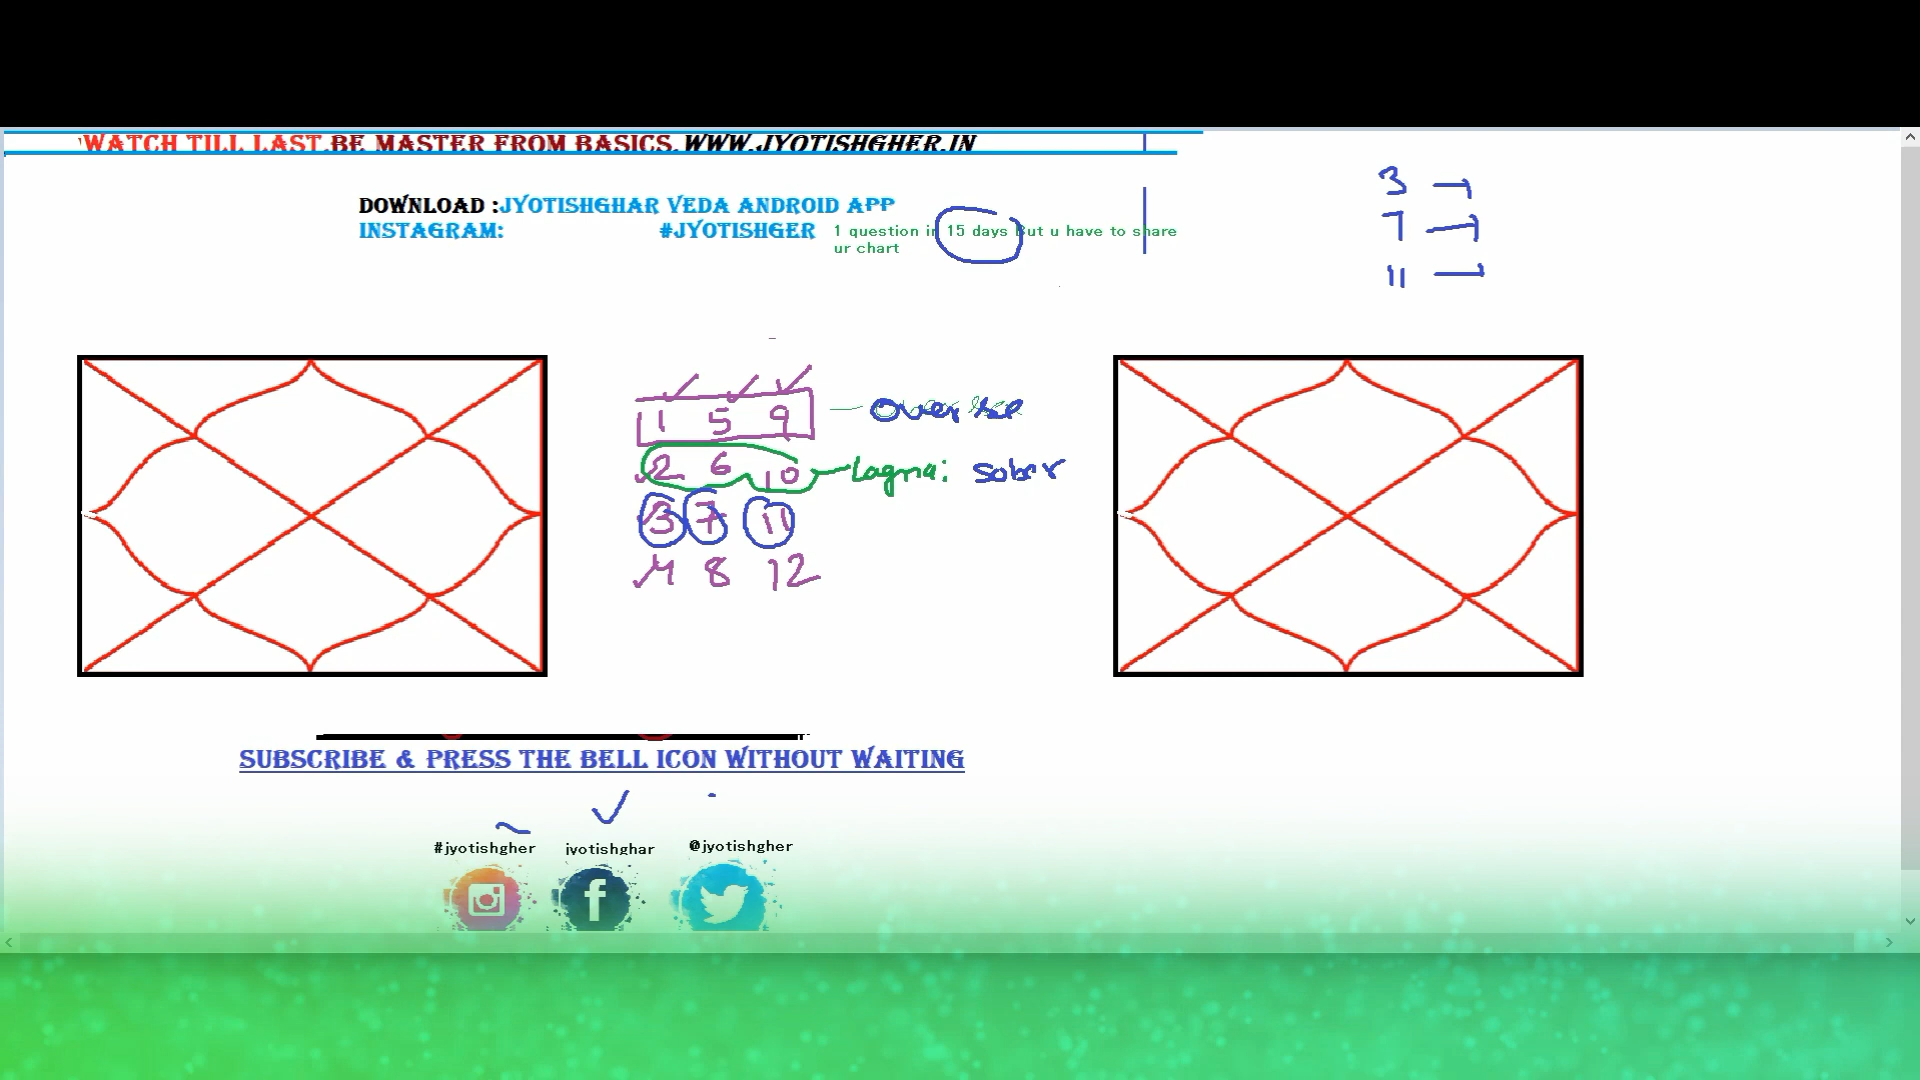 WATCH TILL LAST.BE MASTER FROM BASICS.WWW.JYOTISHGHER.IN
DOWNLOAD :JYOTISHGHAR VEDA ANDROID APP
INSTAGRAM: #JYOTISHGER
1 question in 15 days But u have to share
ur chart
3
7
11
1 5 9
2 6 10 Lagna: sober
3 7 11
4 8 12
SUBSCRIBE & PRESS THE BELL ICON WITHOUT WAITING
#jyotishgher jyotishghar @jyotishgher